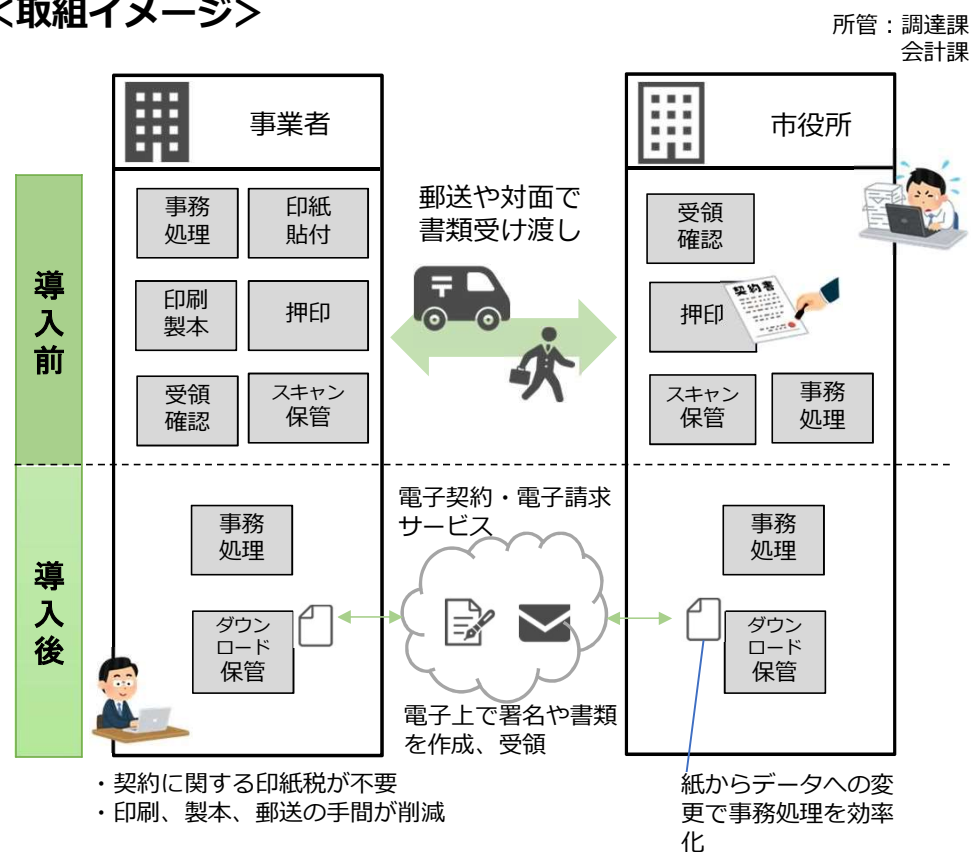 <取組イメージ>
所管：調達課
会計課
事業者
市役所
導入前
事務
処理
印紙
貼付
印刷
製本
押印
受領
確認
スキャン
保管
郵送や対面で
書類受け渡し
受領
確認
押印
契約書
スキャン
保管
事務
処理
導入後
事務
処理
ダウン
ロード
保管
電子契約・電子請求
サービス
電子上で署名や書類
を作成、受領
事務
処理
ダウン
ロード
保管
・契約に関する印紙税が不要
・印刷、製本、郵送の手間が削減
紙からデータへの変
更で事務処理を効率
化